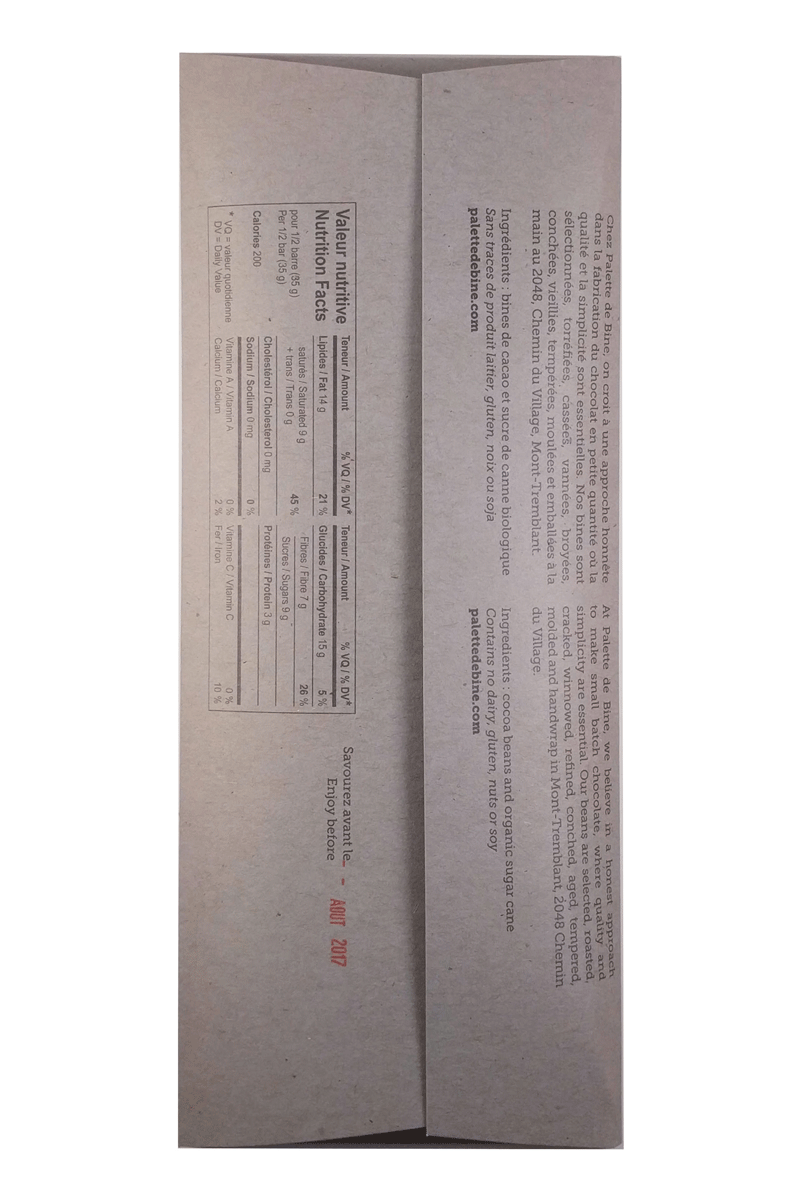 Chez Palette de Bine, on croit à une approche honnête
dans la fabrication du chocolat en petite quantité où la
qualité et la simplicité sont essentielles. Nos bines sont
sélectionnées, torréfiées, cassées, vannées, broyées,
conchées, vieillies, tempérées, moulées et emballées à la
main au 2048, Chemin du Village, Mont-Tremblant.
Ingrédients : bines de cacao et sucre de canne biologique
Sans traces de produit laitier, gluten, noix ou soja
palettedebine.com
At Palette de Bine, we believe in a honest approach
to make small batch chocolate, where quality and
simplicity are essential. Our beans are selected, roasted,
cracked, winnowed, refined, conched, aged, tempered,
molded and handwrap in Mont-Tremblant, 2048 Chemin
du Village.
Ingredients : cocoa beans and organic sugar cane
Contains no dairy, gluten, nuts or soy
palettedebine.com
Valeur nutritive
Nutrition Facts
pour 1/2 barre (35 g)
Per 1/2 bar (35 g)
Calories 200
* VQ = valeur quotidienne
DV = Daily Value
Teneur / Amount % VQ / % DV*
Lipides / Fat 14 g 21 %
saturés / Saturated 9 g
+ trans / Trans 0 g 45 %
Cholestérol / Cholesterol 0 mg
Sodium / Sodium 0 mg 0 %
Vitamine A / Vitamin A 0 %
Calcium / Calcium 2 %
Teneur / Amount % VQ / % DV*
Glucides / Carbohydrate 15 g 5 %
Fibres / Fibre 7 g 26 %
Sucres / Sugars 9 g
Protéines / Protein 3 g
Vitamine C / Vitamin C 0 %
Fer / Iron 10 %
Savourez avant le
Enjoy before
AOUT 2017